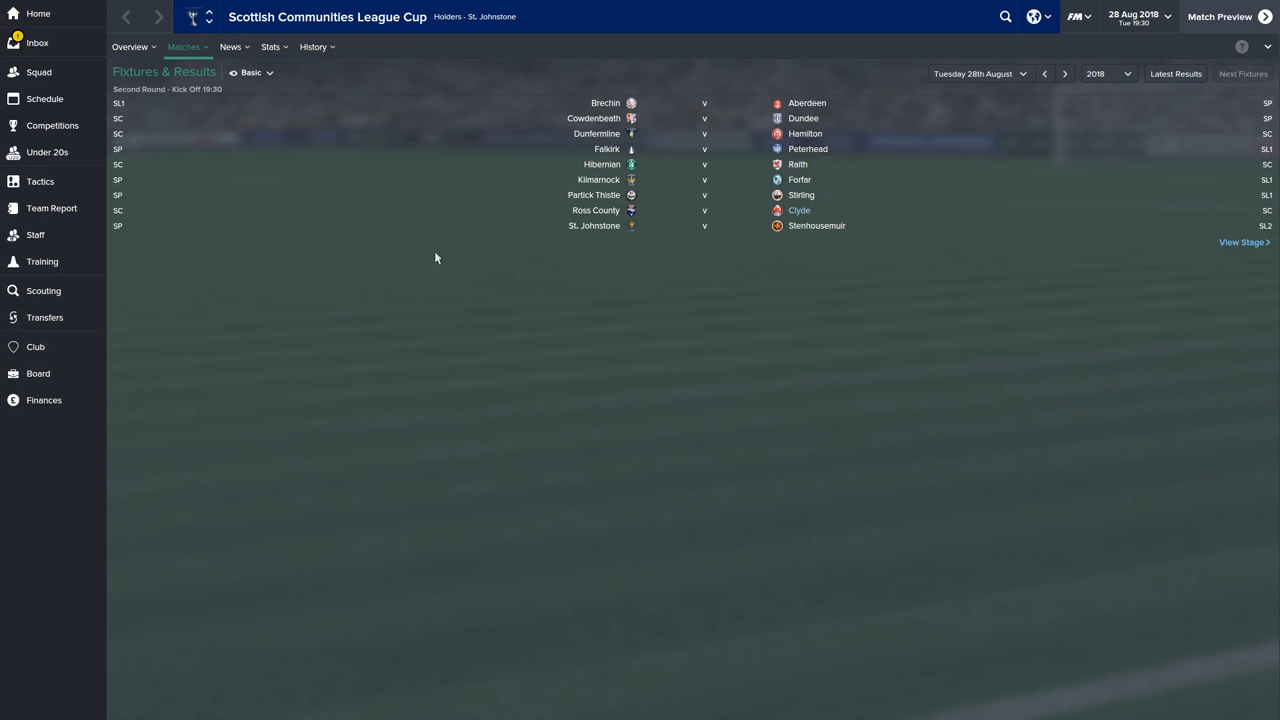 Home
Scottish Communities League Cup Holders - St. Johnstone
FM
28 Aug 2018
Tue 19:30
Match Preview
1
Inbox
Overview Matches News Stats History
?
Squad
Fixtures & Results Basic
Tuesday 28th August 2018 Latest Results Next Fixtures
Second Round - Kick Off 19:30
Schedule
SL1 Brechin v Aberdeen SP
SC Cowdenbeath v Dundee SP
Competitions
SC Dunfermline v Hamilton SC
SP Falkirk v Peterhead SL1
Under 20s
SC Hibernian v Raith SC
SP Kilmarnock v Forfar SL1
Tactics
SP Partick Thistle v Stirling SL1
Team Report
SC Ross County v Clyde SC
SP St. Johnstone v Stenhousemuir SL2
Staff
View Stage
Training
Scouting
Transfers
Club
Board
Finances